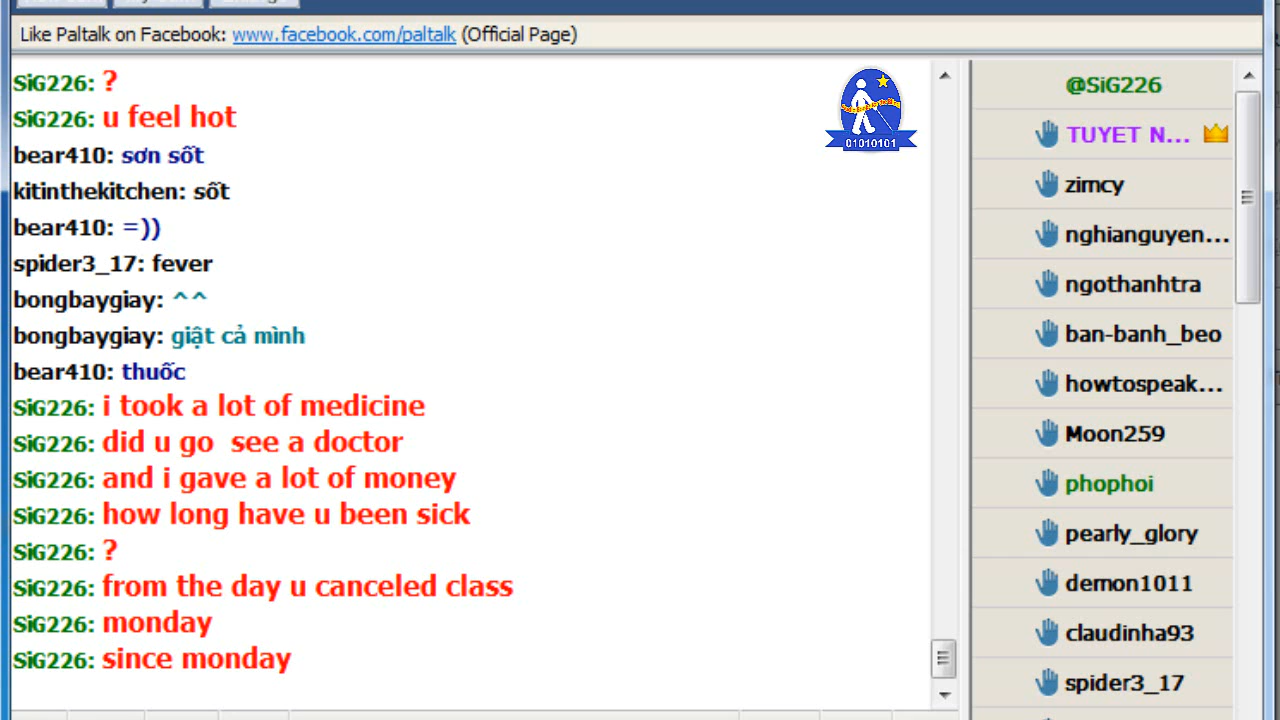 Like Paltalk on Facebook: www.facebook.com/paltalk (Official Page)
SiG226: ?
SiG226: u feel hot
bear410: sơn sốt
kitinthekitchen: sốt
bear410: =))
spider3_17: fever
bongbaygiay: ^^
bongbaygiay: giật cả mình
bear410: thuốc
SiG226: i took a lot of medicine
SiG226: did u go  see a doctor
SiG226: and i gave a lot of money
SiG226: how long have u been sick
SiG226: ?
SiG226: from the day u canceled class
SiG226: monday
SiG226: since monday
01010101
@SiG226
TUYET N...
zimcy
nghianguyen...
ngothanhtra
ban-banh_beo
howtospeak...
Moon259
phophoi
pearly_glory
demon1011
claudinha93
spider3_17